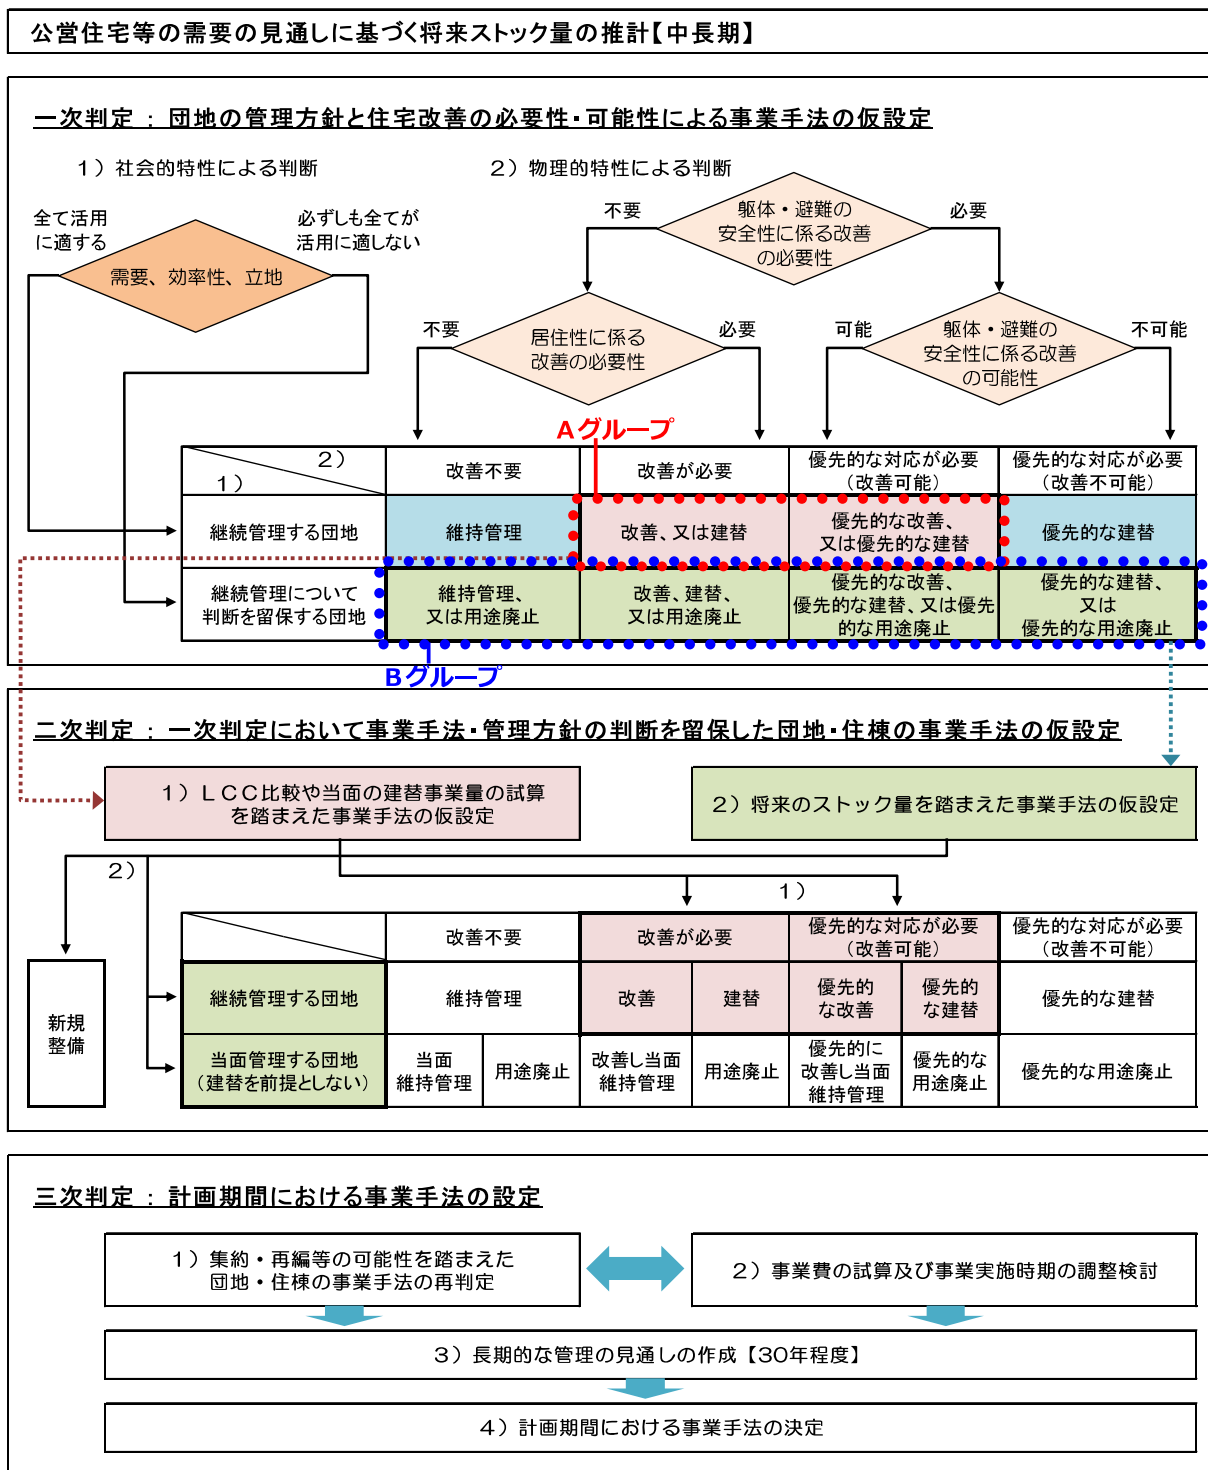 公営住宅等の需要の見通しに基づく将来ストック量の推計【中長期】
一次判定：団地の管理方針と住宅改善の必要性・可能性による事業手法の仮設定
１）社会的特性による判断
２）物理的特性による判断
全て活用
に適する
必ずしも全てが
活用に適しない
需要、効率性、立地
不要
躯体・避難の
安全性に係る改善
の必要性
必要
不要
居住性に係る
改善の必要性
必要
可能
躯体・避難の
安全性に係る改善
の可能性
不可能
Aグループ
２）
１）
改善不要
改善が必要
優先的な対応が必要
（改善可能）
優先的な対応が必要
（改善不可能）
継続管理する団地
維持管理
改善、又は建替
優先的な改善、
又は優先的な建替
優先的な建替
継続管理について
判断を留保する団地
維持管理、
又は用途廃止
改善、建替、
又は用途廃止
優先的な改善、
優先的な建替、又は優先
的な用途廃止
優先的な建替、
又は
優先的な用途廃止
Bグループ
二次判定：一次判定において事業手法・管理方針の判断を留保した団地・住棟の事業手法の仮設定
１）ＬＣＣ比較や当面の建替事業量の試算
を踏まえた事業手法の仮設定
２）将来のストック量を踏まえた事業手法の仮設定
２）
１）
改善不要
改善が必要
優先的な対応が必要
（改善可能）
優先的な対応が必要
（改善不可能）
新規
整備
継続管理する団地
維持管理
改善
建替
優先的
な改善
優先的
な建替
優先的な建替
当面管理する団地
（建替を前提としない）
当面
維持管理
用途廃止
改善し当面
維持管理
用途廃止
優先的に
改善し当面
維持管理
優先的な
用途廃止
優先的な用途廃止
三次判定：計画期間における事業手法の設定
１）集約・再編等の可能性を踏まえた
団地・住棟の事業手法の再判定
２）事業費の試算及び事業実施時期の調整検討
３）長期的な管理の見通しの作成【30年程度】
４）計画期間における事業手法の決定